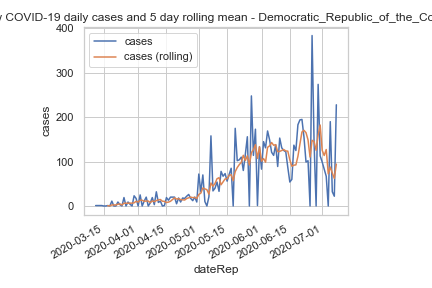 COVID-19 daily cases and 5 day rolling mean - Democratic_Republic_of_the_Co
cases
cases (rolling)
400
300
200
100
0
cases
2020-03-15
2020-04-01
2020-04-15
2020-05-01
2020-05-15
2020-06-01
2020-06-15
2020-07-01
dateRep